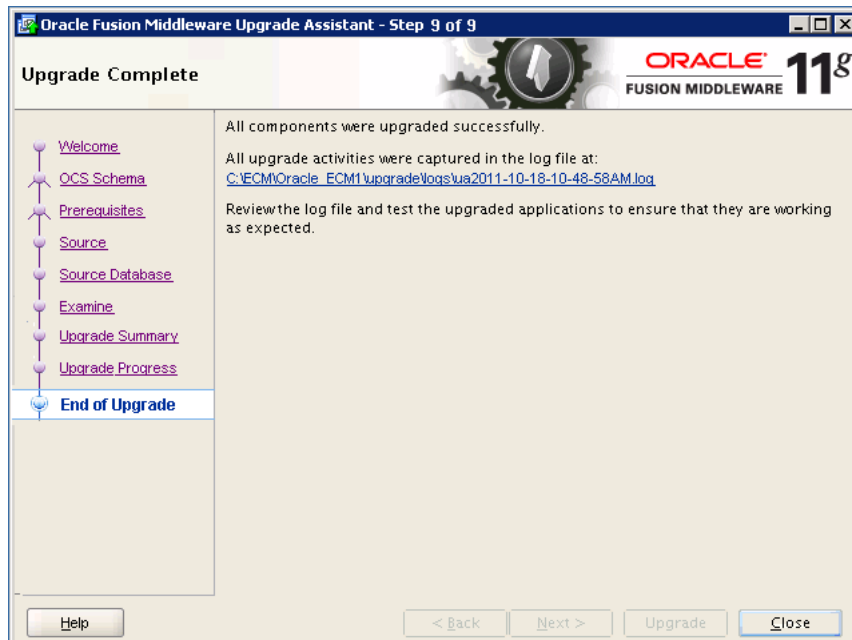 Oracle Fusion Middleware Upgrade Assistant - Step 9 of 9
Upgrade Complete
ORACLE
FUSION MIDDLEWARE
11g
Welcome
OCS Schema
Prerequisites
Source
Source Database
Examine
Upgrade Summary
Upgrade Progress
End of Upgrade
All components were upgraded successfully.
All upgrade activities were captured in the log file at:
C:\ECM\Oracle_ECM1\upgrade\logs\ua2011-10-18-10-48-58AM.log
Review the log file and test the upgraded applications to ensure that they are working
as expected.
Help
< Back
Next >
Upgrade
Close